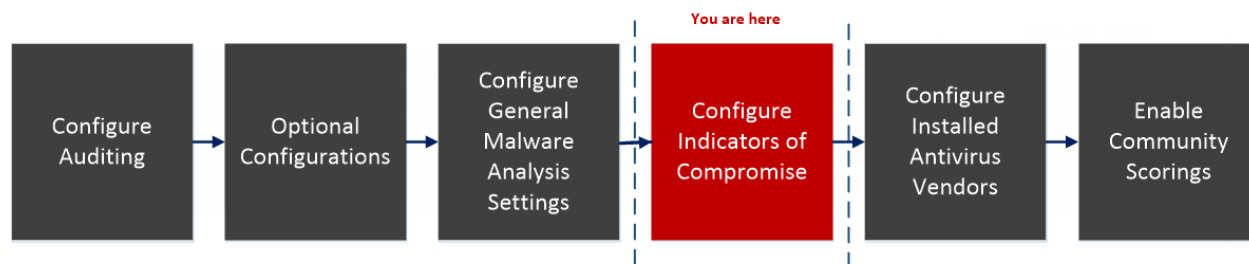 You are here
Configure
Auditing
Optional
Configurations
Configure
General
Malware
Analysis
Settings
Configure
Indicators of
Compromise
Configure
Installed
Antivirus
Vendors
Enable
Community
Scorings